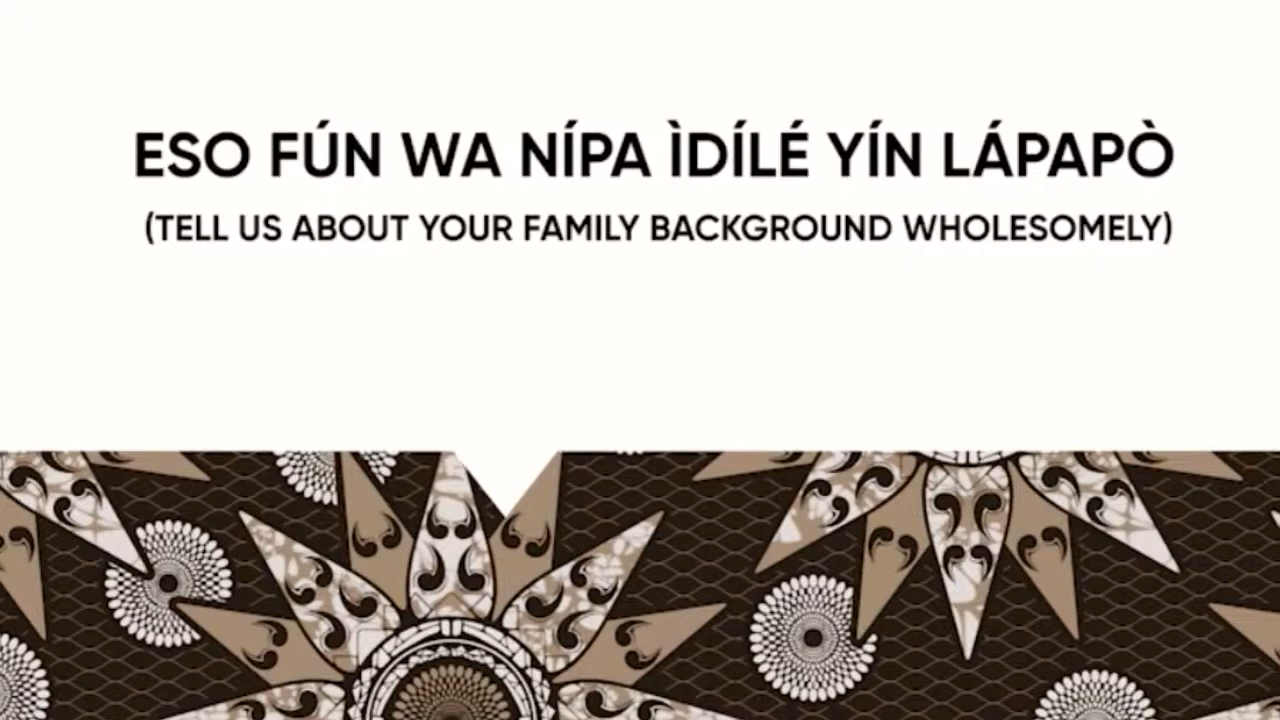 ESO FÚN WA NÍPA ÌDÍLÉ YÍN LÁPAPÒ
(TELL US ABOUT YOUR FAMILY BACKGROUND WHOLESOMELY)